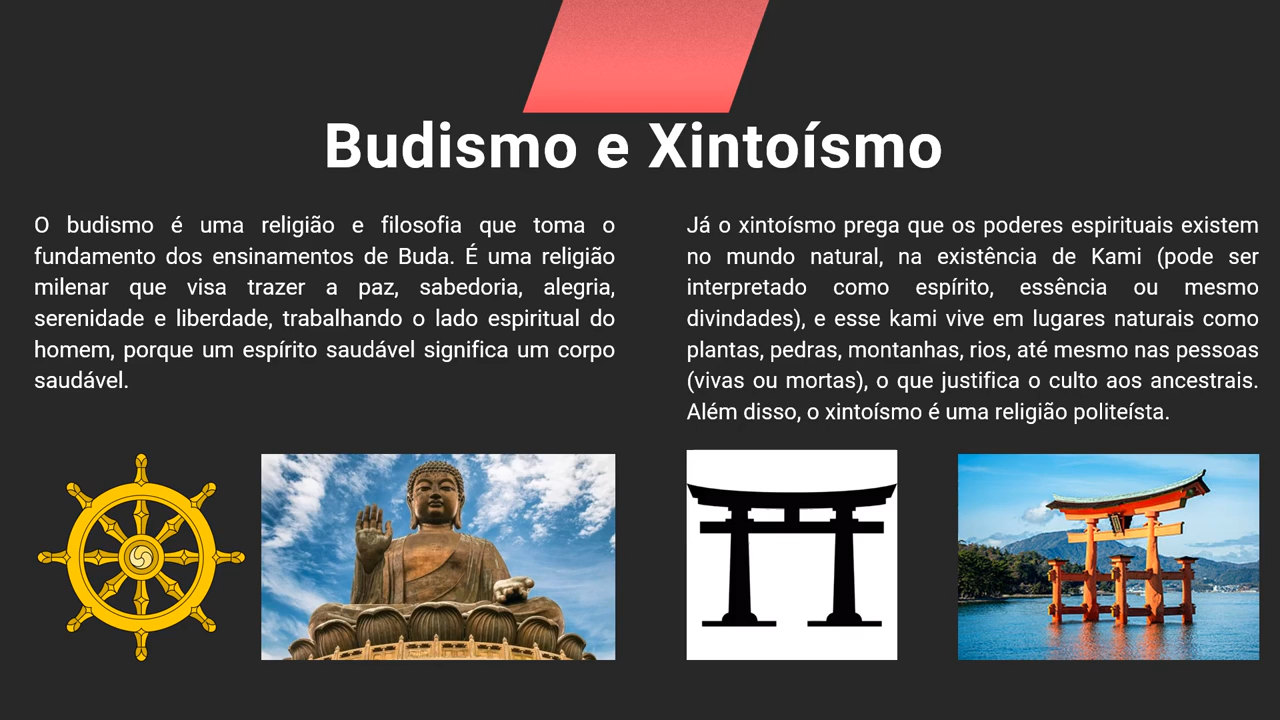 Budismo e Xintoísmo
O budismo é uma religião e filosofia que toma o
fundamento dos ensinamentos de Buda. É uma religião
milenar que visa trazer a paz, sabedoria, alegria,
serenidade e liberdade, trabalhando o lado espiritual do
homem, porque um espírito saudável significa um corpo
saudável.
Já o xintoísmo prega que os poderes espirituais existem
no mundo natural, na existência de Kami (pode ser
interpretado como espírito, essência ou mesmo
divindades), e esse kami vive em lugares naturais como
plantas, pedras, montanhas, rios, até mesmo nas pessoas
(vivas ou mortas), o que justifica o culto aos ancestrais.
Além disso, o xintoísmo é uma religião politeísta.